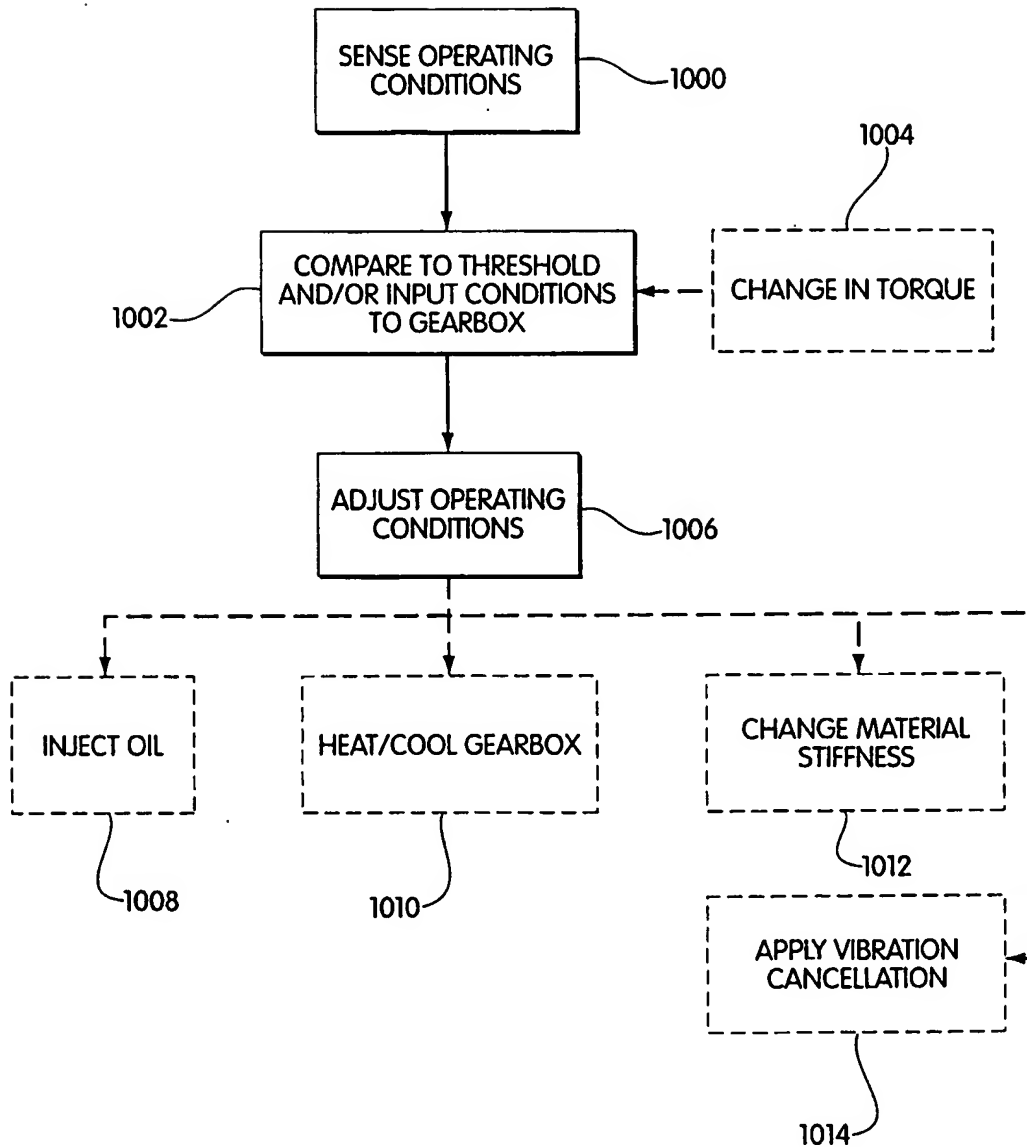 SENSE OPERATING
CONDITIONS
1000
1004
COMPARE TO THRESHOLD
AND/OR INPUT CONDITIONS
TO GEARBOX
1002
CHANGE IN TORQUE
ADJUST OPERATING
CONDITIONS
1006
INJECT OIL
1008
HEAT/COOL GEARBOX
1010
CHANGE MATERIAL
STIFFNESS
1012
APPLY VIBRATION
CANCELLATION
1014